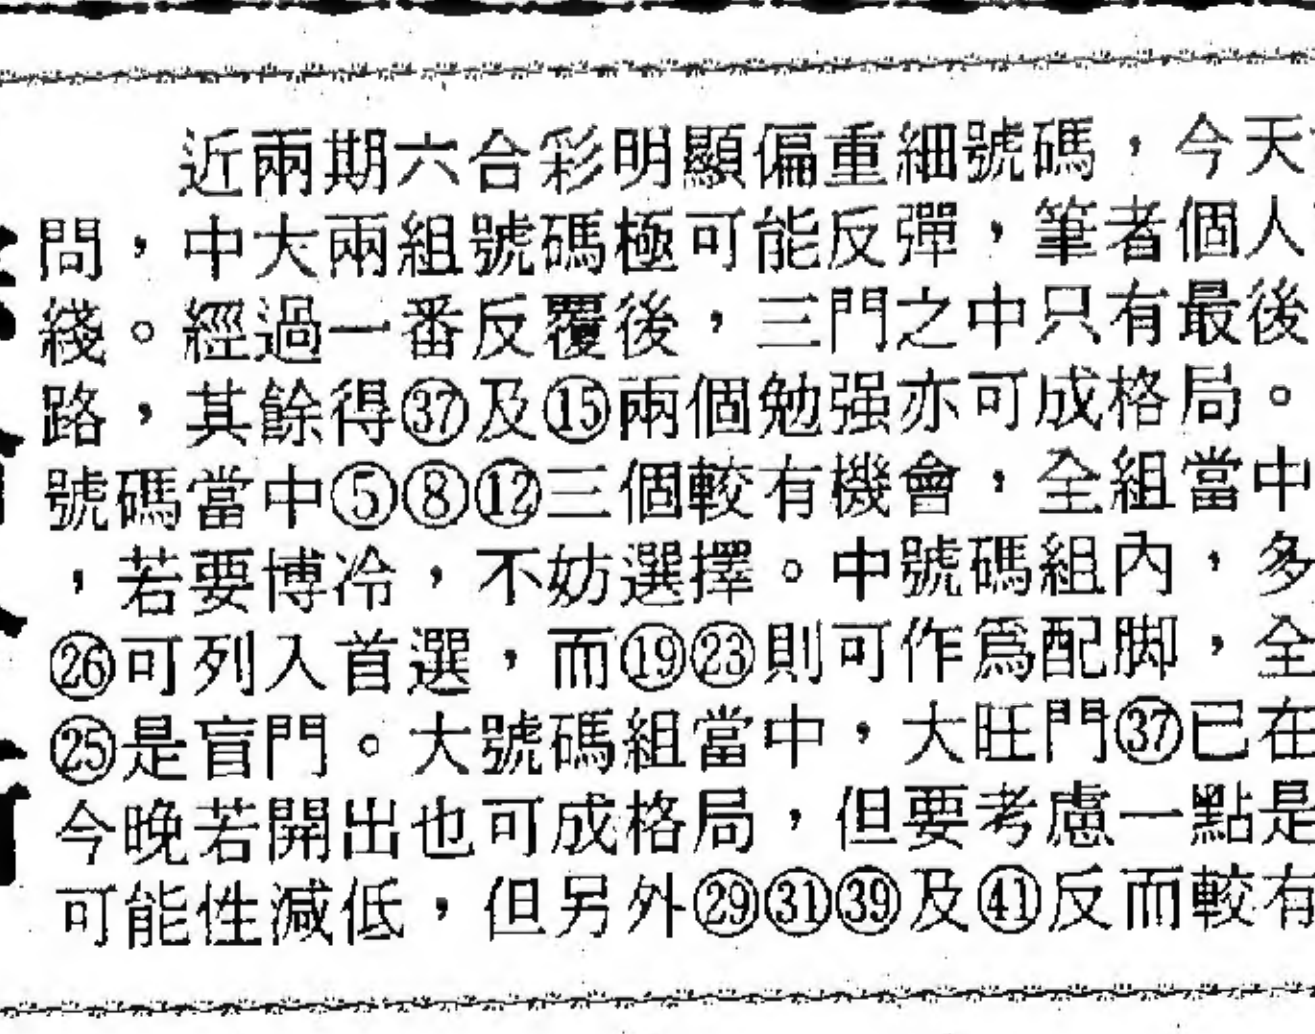 近兩期六合彩明顯偏重細號碼，今天
問，中大兩組號碼極可能反彈，筆者個人
綫。經過一番反覆後，三門之中只有最後
路，其餘得㊲及⑮兩個勉强亦可成格局。
號碼當中⑤⑧⑫三個較有機會，全組當中
，若要博冷，不妨選擇。中號碼組內，多
㉖可列入首選，而⑲㉓則可作爲配脚，全
㉕是盲門。大號碼組當中，大旺門㊲已在
今晚若開出也可成格局，但要考慮一點是
可能性減低，但另外㉙㉛㊴及㊶反而較有